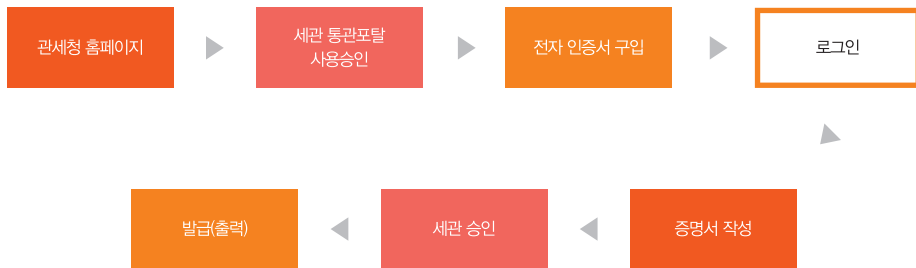 관세청 홈페이지
세관 통관포탈
사용승인
전자 인증서 구입
로그인
증명서 작성
세관 승인
발급(출력)